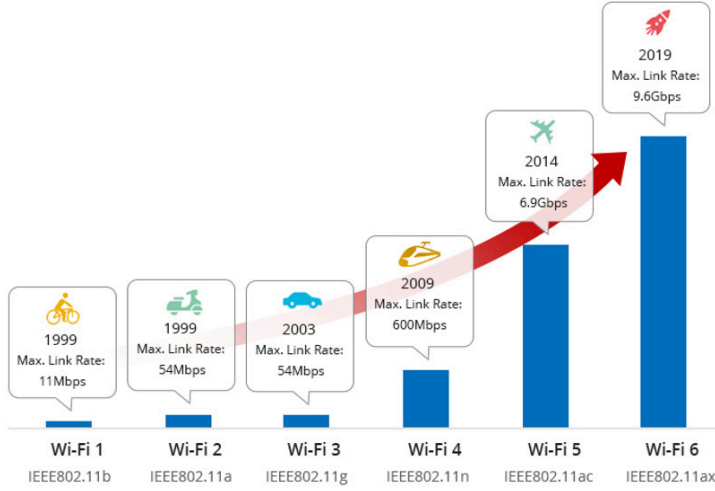 2019
Max. Link Rate:
9.6Gbps
2014
Max. Link Rate:
6.9Gbps
2009
Max. Link Rate:
600Mbps
1999
Max. Link Rate:
11Mbps
1999
Max. Link Rate:
54Mbps
2003
Max. Link Rate:
54Mbps
Wi-Fi 1 Wi-Fi 2 Wi-Fi 3 Wi-Fi 4 Wi-Fi 5 Wi-Fi 6
IEEE802.11b IEEE802.11a IEEE802.11g IEEE802.11n IEEE802.11ac IEEE802.11ax